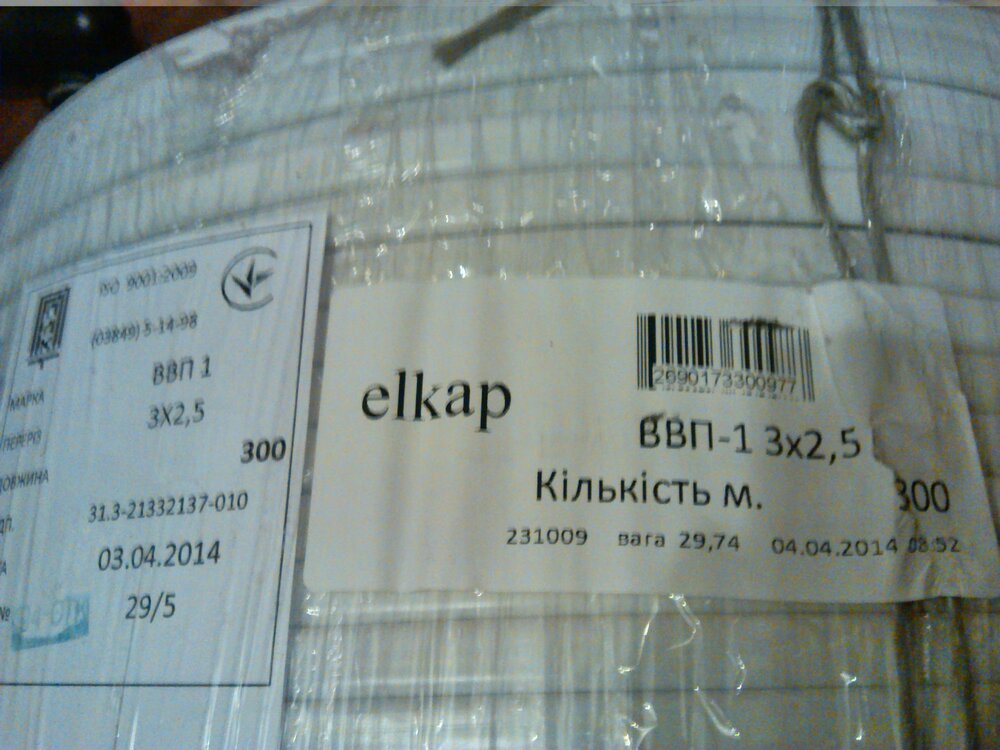 ISO 9001-2009
(03849) 5-14-98
МАРКА ВВП 1
3Х2,5
300
31.3-21332137-010
03.04.2014
№ 29/5
elkap
2690173300977
ВВП-1 3х2,5
Кількість м. 300
231009 вага 29,74 04.04.2014 08:52